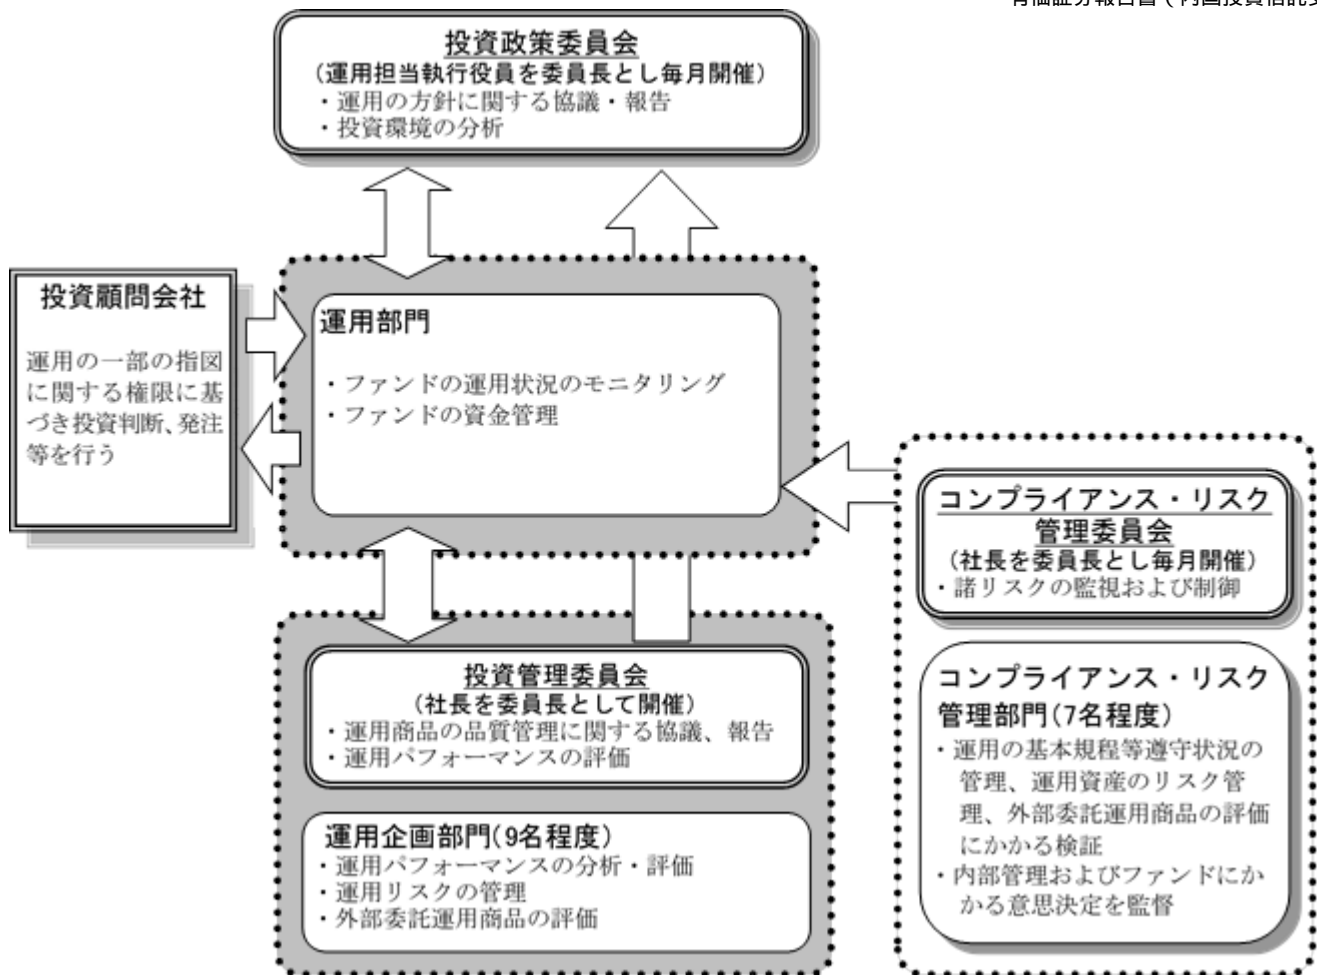 投資政策委員会
（運用担当執行役員を委員長とし毎月開催）
・運用の方針に関する協議・報告
・投資環境の分析
投資顧問会社
運用の一部の指図
に関する権限に基
づき投資判断、発注
等を行う
運用部門
・ファンドの運用状況のモニタリング
・ファンドの資金管理
コンプライアンス・リスク
管理委員会
（社長を委員長とし毎月開催）
・諸リスクの監視および制御
コンプライアンス・リスク
管理部門（7名程度）
・運用の基本規程等遵守状況の
管理、運用資産のリスク管
理、外部委託運用商品の評価
にかかる検証
・内部管理およびファンドにか
かる意思決定を監督
投資管理委員会
（社長を委員長として開催）
・運用商品の品質管理に関する協議、報告
・運用パフォーマンスの評価
運用企画部門（9名程度）
・運用パフォーマンスの分析・評価
・運用リスクの管理
・外部委託運用商品の評価